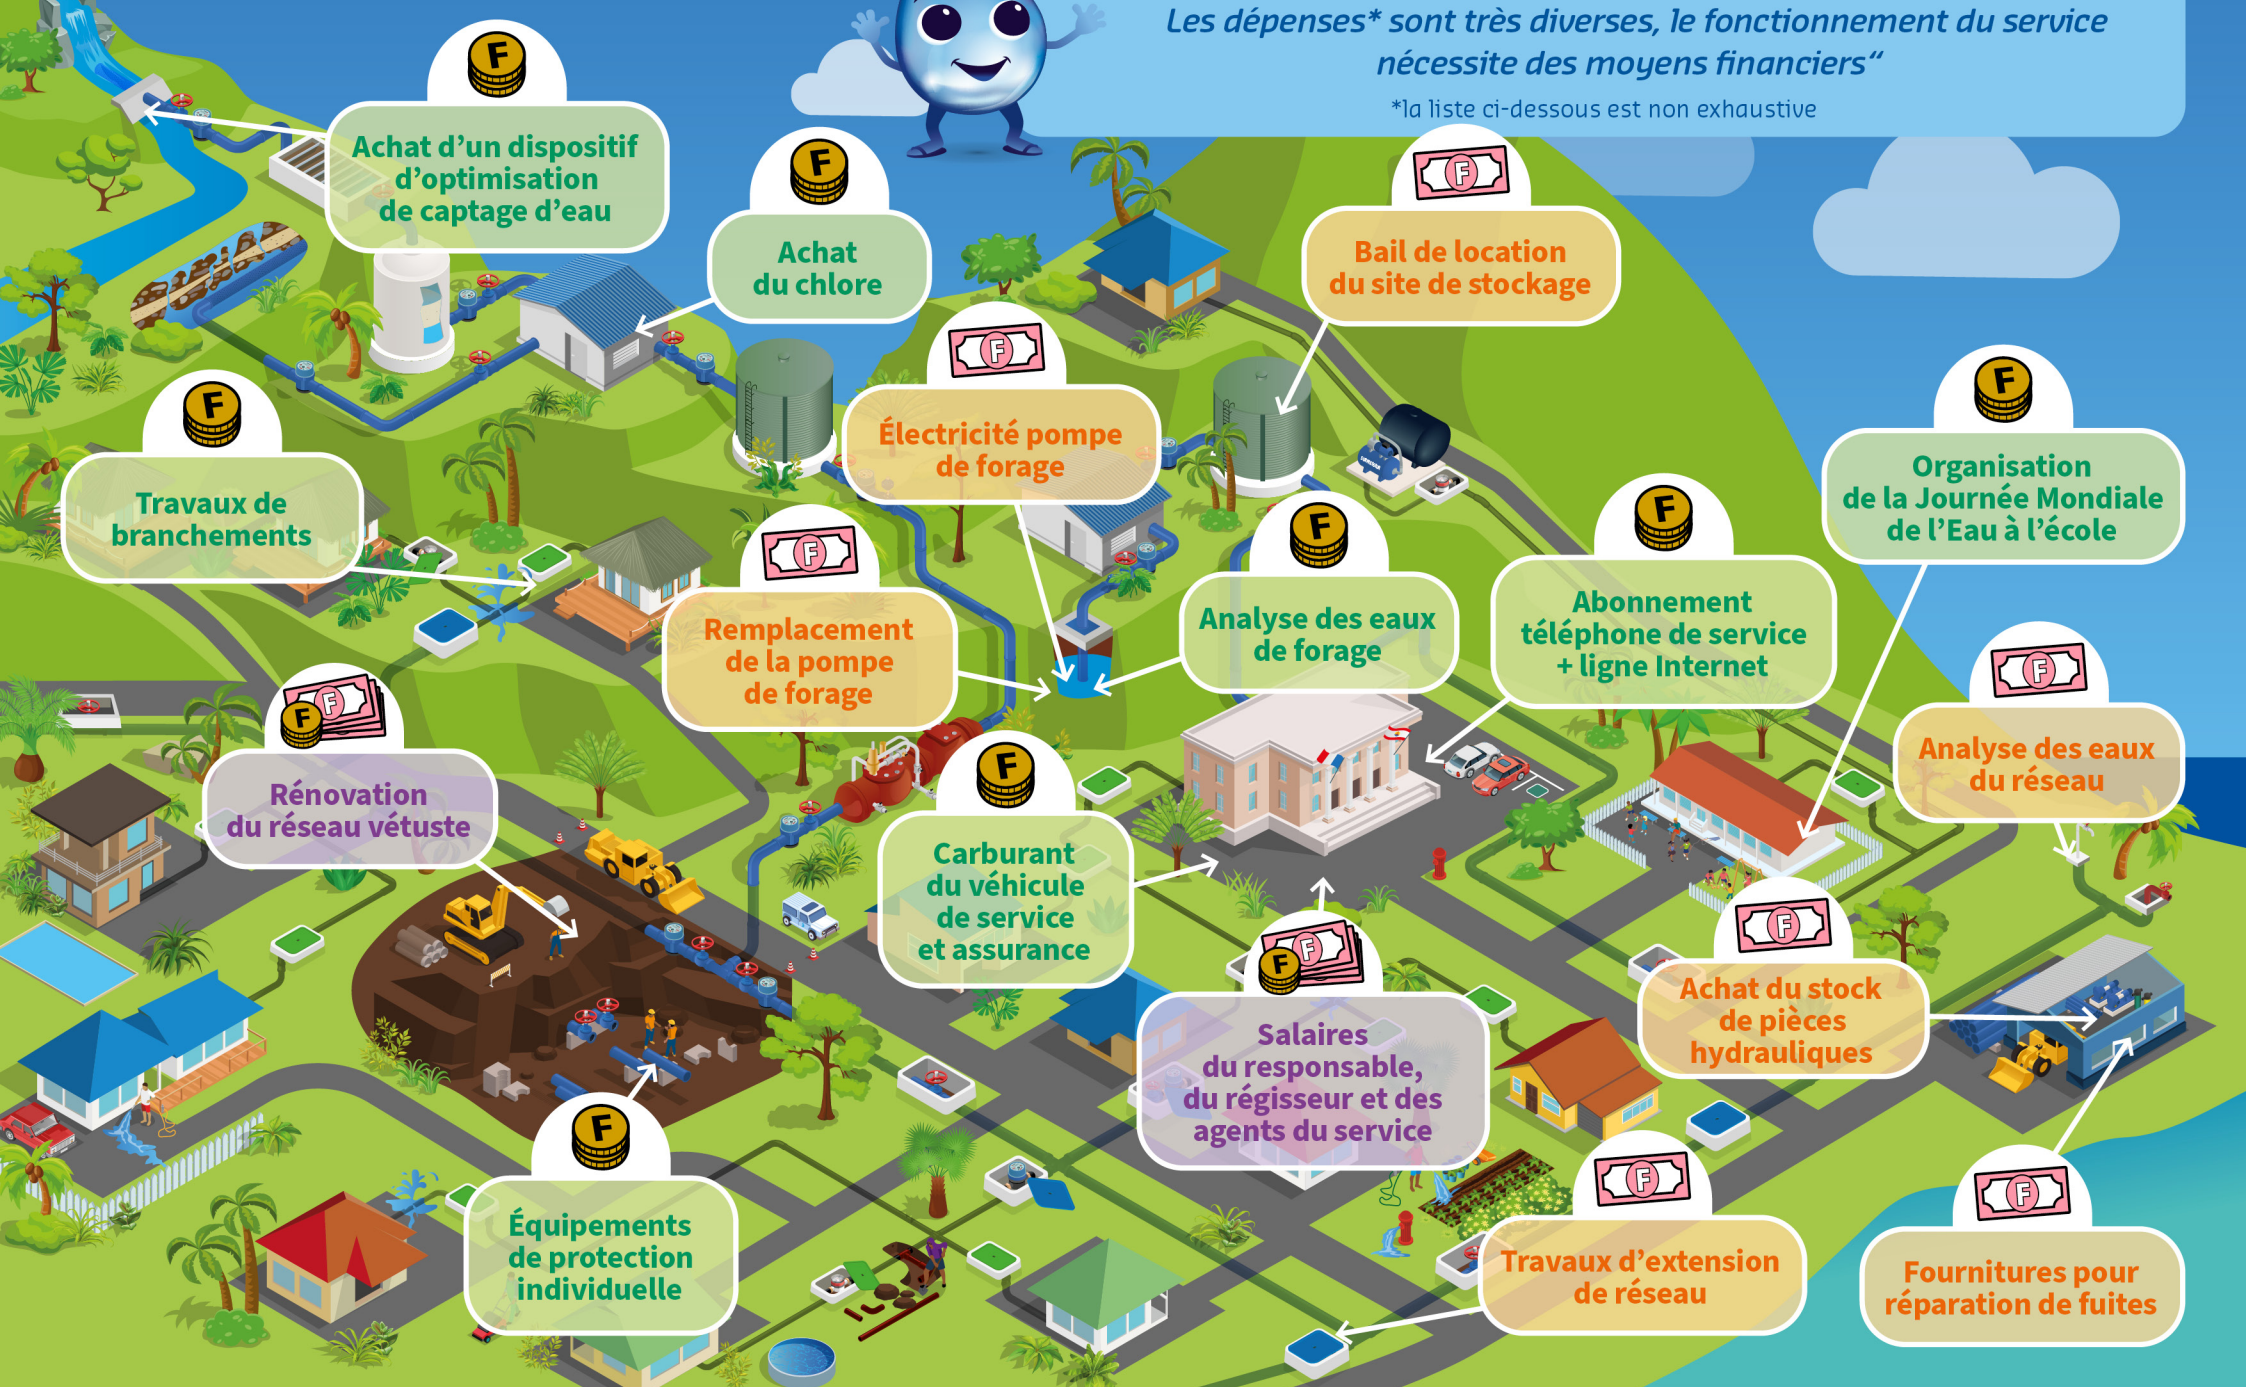 Les dépenses* sont très diverses, le fonctionnement du service
nécessite des moyens financiers“
*la liste ci-dessous est non exhaustive
F
Achat d’un dispositif
d’optimisation
de captage d’eau
F
Achat
du chlore
F
Bail de location
du site de stockage
F
Électricité pompe
de forage
F
Travaux de
branchements
F
Organisation
de la Journée Mondiale
de l’Eau à l’école
F
Remplacement
de la pompe
de forage
F
Analyse des eaux
de forage
F
Abonnement
téléphone de service
+ ligne Internet
F
Analyse des eaux
du réseau
F
F
Rénovation
du réseau vétuste
F
Carburant
du véhicule
de service
et assurance
F
F
Salaires
du responsable,
du régisseur et des
agents du service
F
Achat du stock
de pièces
hydrauliques
F
Équipements
de protection
individuelle
F
Travaux d’extension
de réseau
F
Fournitures pour
réparation de fuites